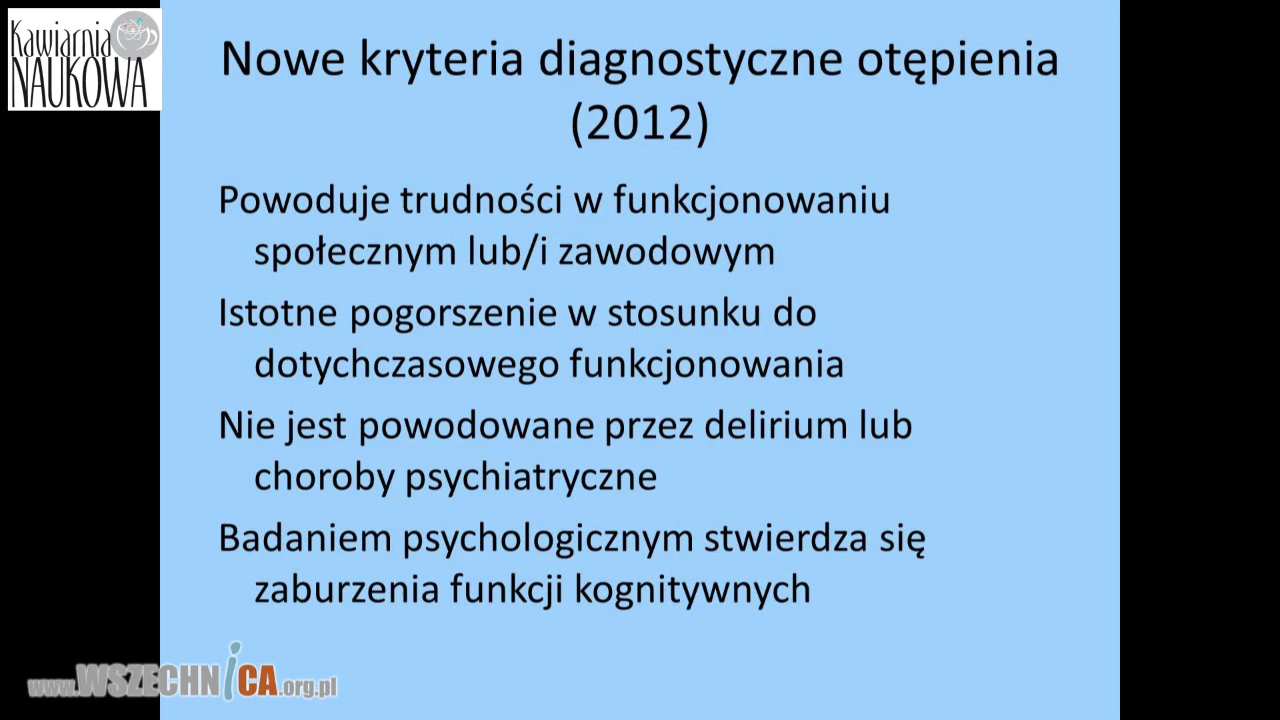 Kawiarnia
NAUKOWA
Nowe kryteria diagnostyczne otępienia
(2012)
Powoduje trudności w funkcjonowaniu
społecznym lub/i zawodowym
Istotne pogorszenie w stosunku do
dotychczasowego funkcjonowania
Nie jest powodowane przez delirium lub
choroby psychiatryczne
Badaniem psychologicznym stwierdza się
zaburzenia funkcji kognitywnych
www.WSZECHNiCA.org.pl